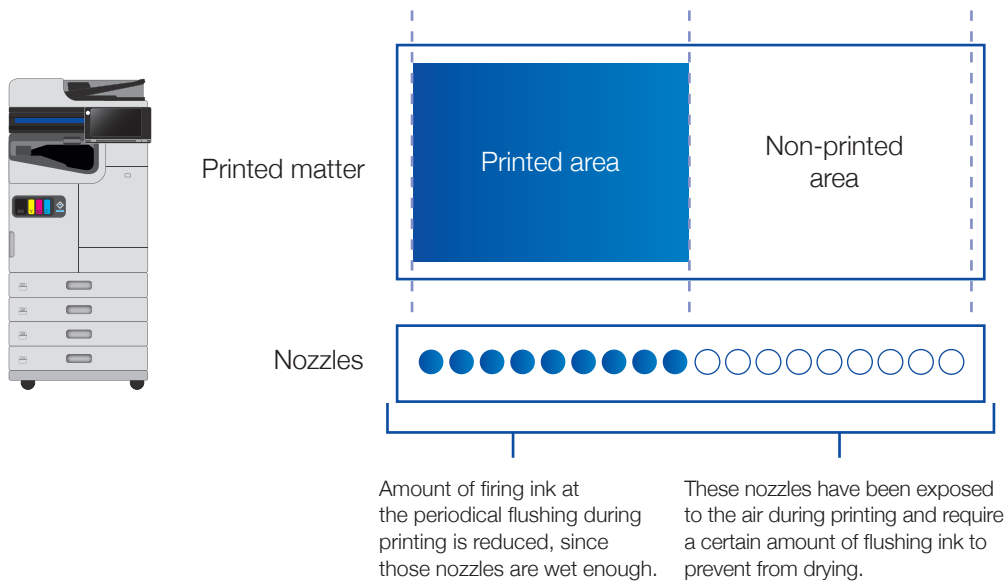 Printed matter
Printed area
Non-printed
area
Nozzles
Amount of firing ink at
the periodical flushing during
printing is reduced, since
those nozzles are wet enough.
These nozzles have been exposed
to the air during printing and require
a certain amount of flushing ink to
prevent from drying.